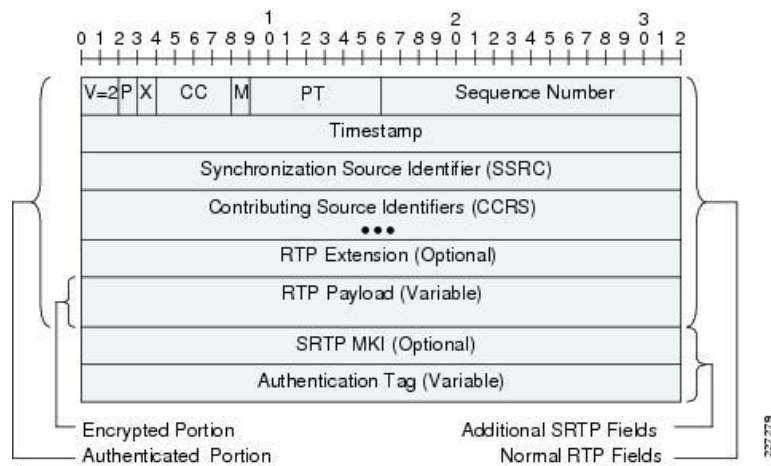 1 2 3
0 1 2 3 4 5 6 7 8 9 0 1 2 3 4 5 6 7 8 9 0 1 2 3 4 5 6 7 8 9 0 1 2
V=2 P X CC M PT Sequence Number
Timestamp
Synchronization Source Identifier (SSRC)
Contributing Source Identifiers (CCRS)
RTP Extension (Optional)
RTP Payload (Variable)
SRTP MKI (Optional)
Authentication Tag (Variable)
Encrypted Portion Additional SRTP Fields
Authenticated Portion Normal RTP Fields
227279